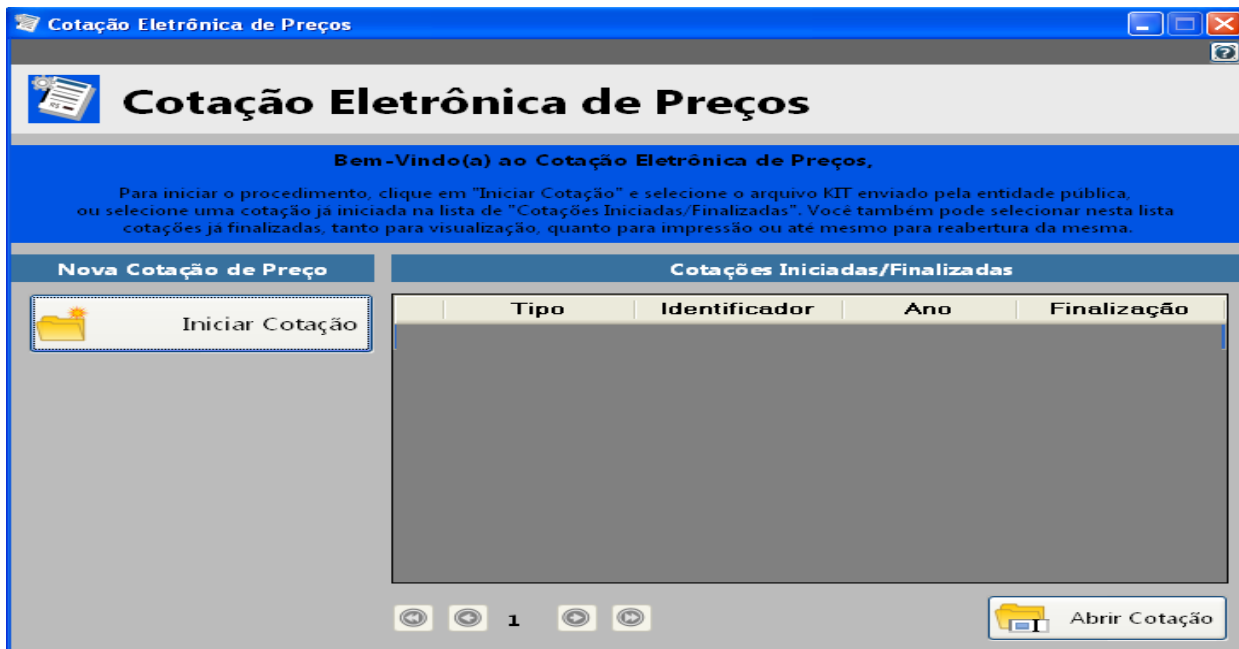 Cotação Eletrônica de Preços
Cotação Eletrônica de Preços
Bem-Vindo(a) ao Cotação Eletrônica de Preços,
Para iniciar o procedimento, clique em "Iniciar Cotação" e selecione o arquivo KIT enviado pela entidade pública,
ou selecione uma cotação já iniciada na lista de "Cotações Iniciadas/Finalizadas". Você também pode selecionar nesta lista
cotações já finalizadas, tanto para visualização, quanto para impressão ou até mesmo para reabertura da mesma.
Nova Cotação de Preço
Iniciar Cotação
Cotações Iniciadas/Finalizadas
Tipo Identificador Ano Finalização
1
Abrir Cotação